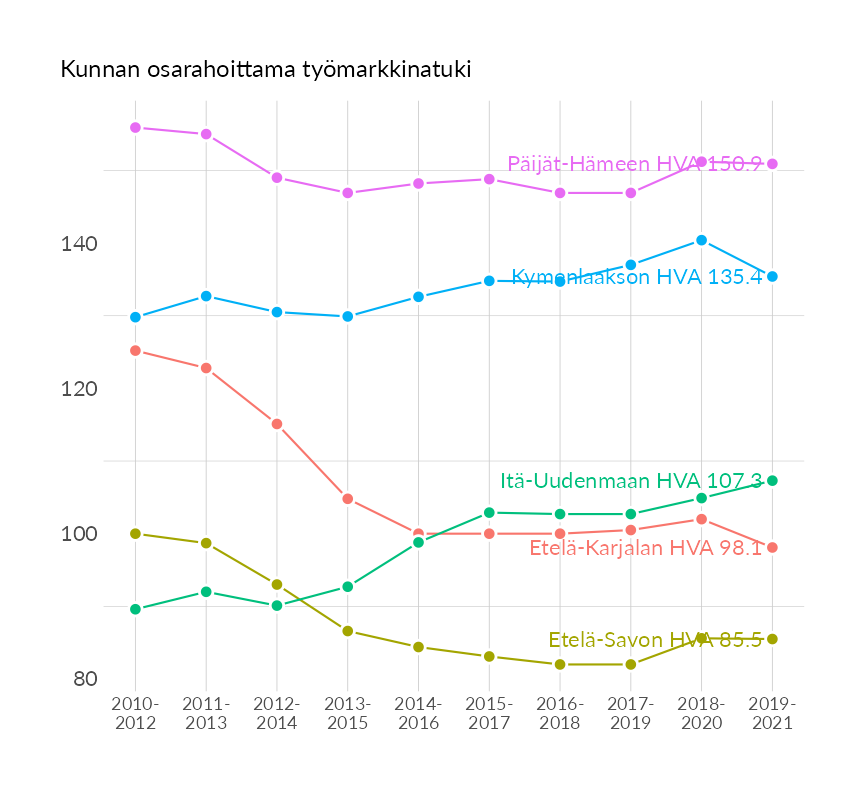 Kunnan osarahoittama työmarkkinatuki
Päijät-Hämeen HVA 150.9
140
Kymenlaakson HVA 135.4
120
Itä-Uudenmaan HVA 107.3
100
Etelä-Karjalan HVA 98.1
Etelä-Savon HVA 85.5
80
2010- 2011- 2012- 2013- 2014- 2015- 2016- 2017- 2018- 2019-
2012 2013 2014 2015 2016 2017 2018 2019 2020 2021